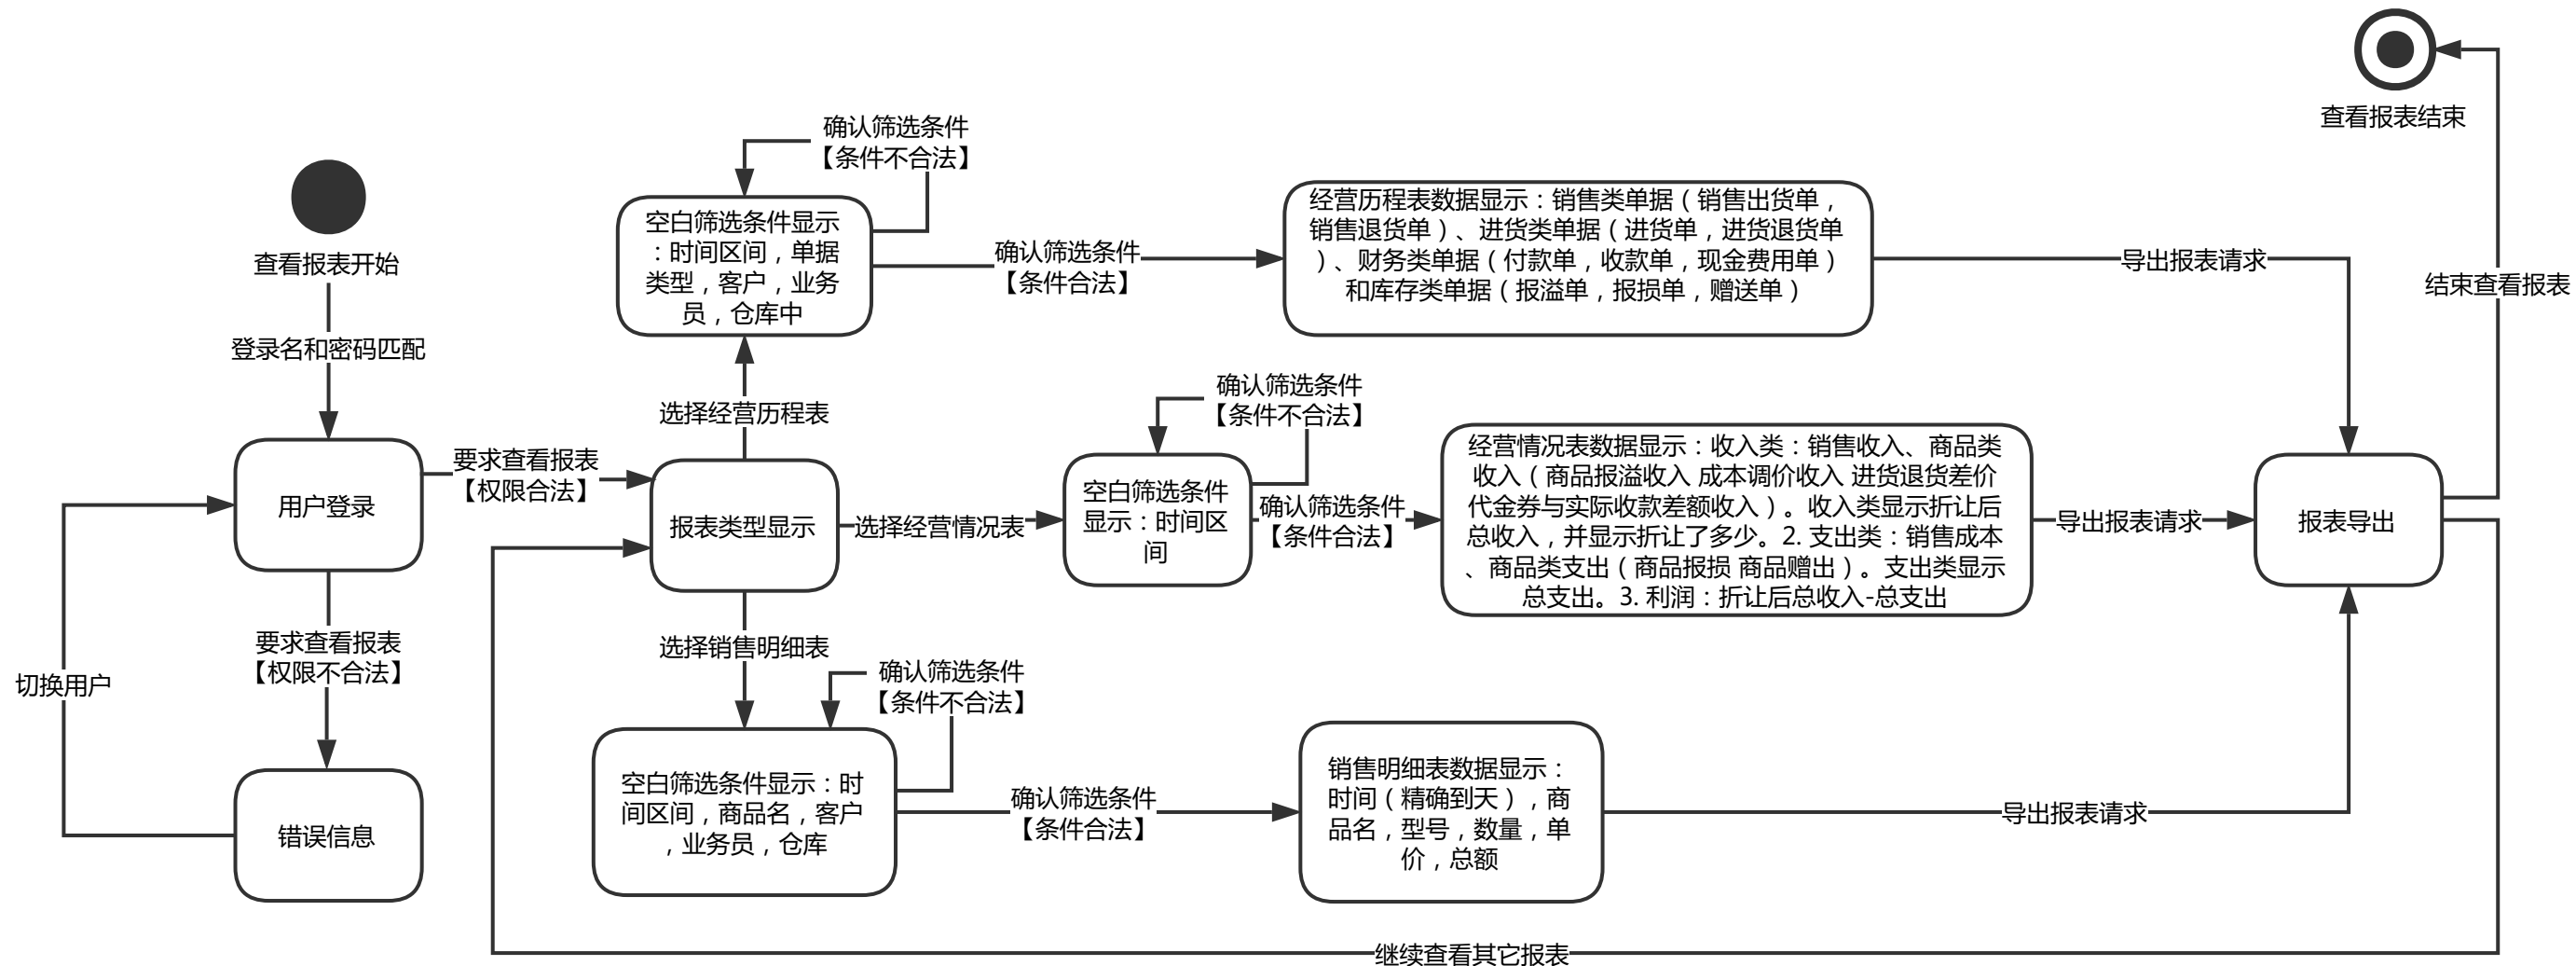 查看报表开始
登录名和密码匹配
用户登录
要求查看报表
【权限合法】
要求查看报表
【权限不合法】
切换用户
错误信息
报表类型显示
选择经营历程表
空白筛选条件显示
：时间区间，单据
类型，客户，业务
员，仓库中
确认筛选条件
【条件不合法】
确认筛选条件
【条件合法】
经营历程表数据显示：销售类单据（销售出货单，
销售退货单）、进货类单据（进货单，进货退货单
）、财务类单据（付款单，收款单，现金费用单）
和库存类单据（报溢单，报损单，赠送单）
导出报表请求
选择经营情况表
空白筛选条件
显示：时间区
间
确认筛选条件
【条件不合法】
确认筛选条件
【条件合法】
经营情况表数据显示：收入类：销售收入、商品类
收入（商品报溢收入 成本调价收入 进货退货差价
代金券与实际收款差额收入）。收入类显示折让后
总收入，并显示折让了多少。2. 支出类：销售成本
、商品类支出（商品报损 商品赠出）。支出类显示
总支出。3. 利润：折让后总收入-总支出
导出报表请求
选择销售明细表
空白筛选条件显示：时
间区间，商品名，客户
，业务员，仓库
确认筛选条件
【条件不合法】
确认筛选条件
【条件合法】
销售明细表数据显示：
时间（精确到天），商
品名，型号，数量，单
价，总额
导出报表请求
报表导出
结束查看报表
查看报表结束
继续查看其它报表